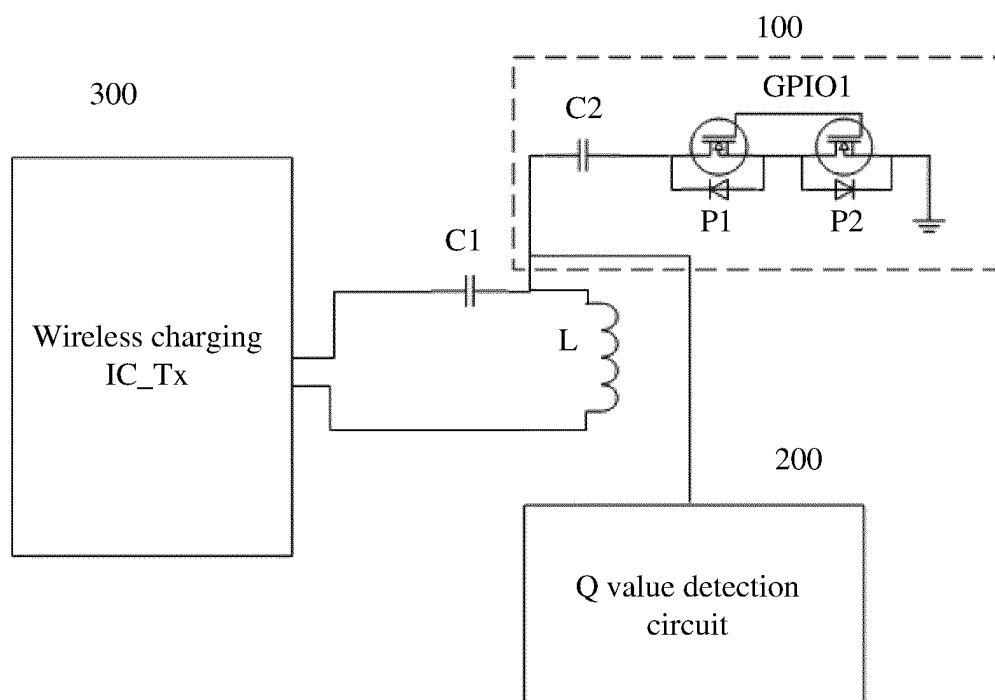 100
300
GPIO1
C2
P1
P2
C1
Wireless charging
IC_Tx
L
200
Q value detection
circuit